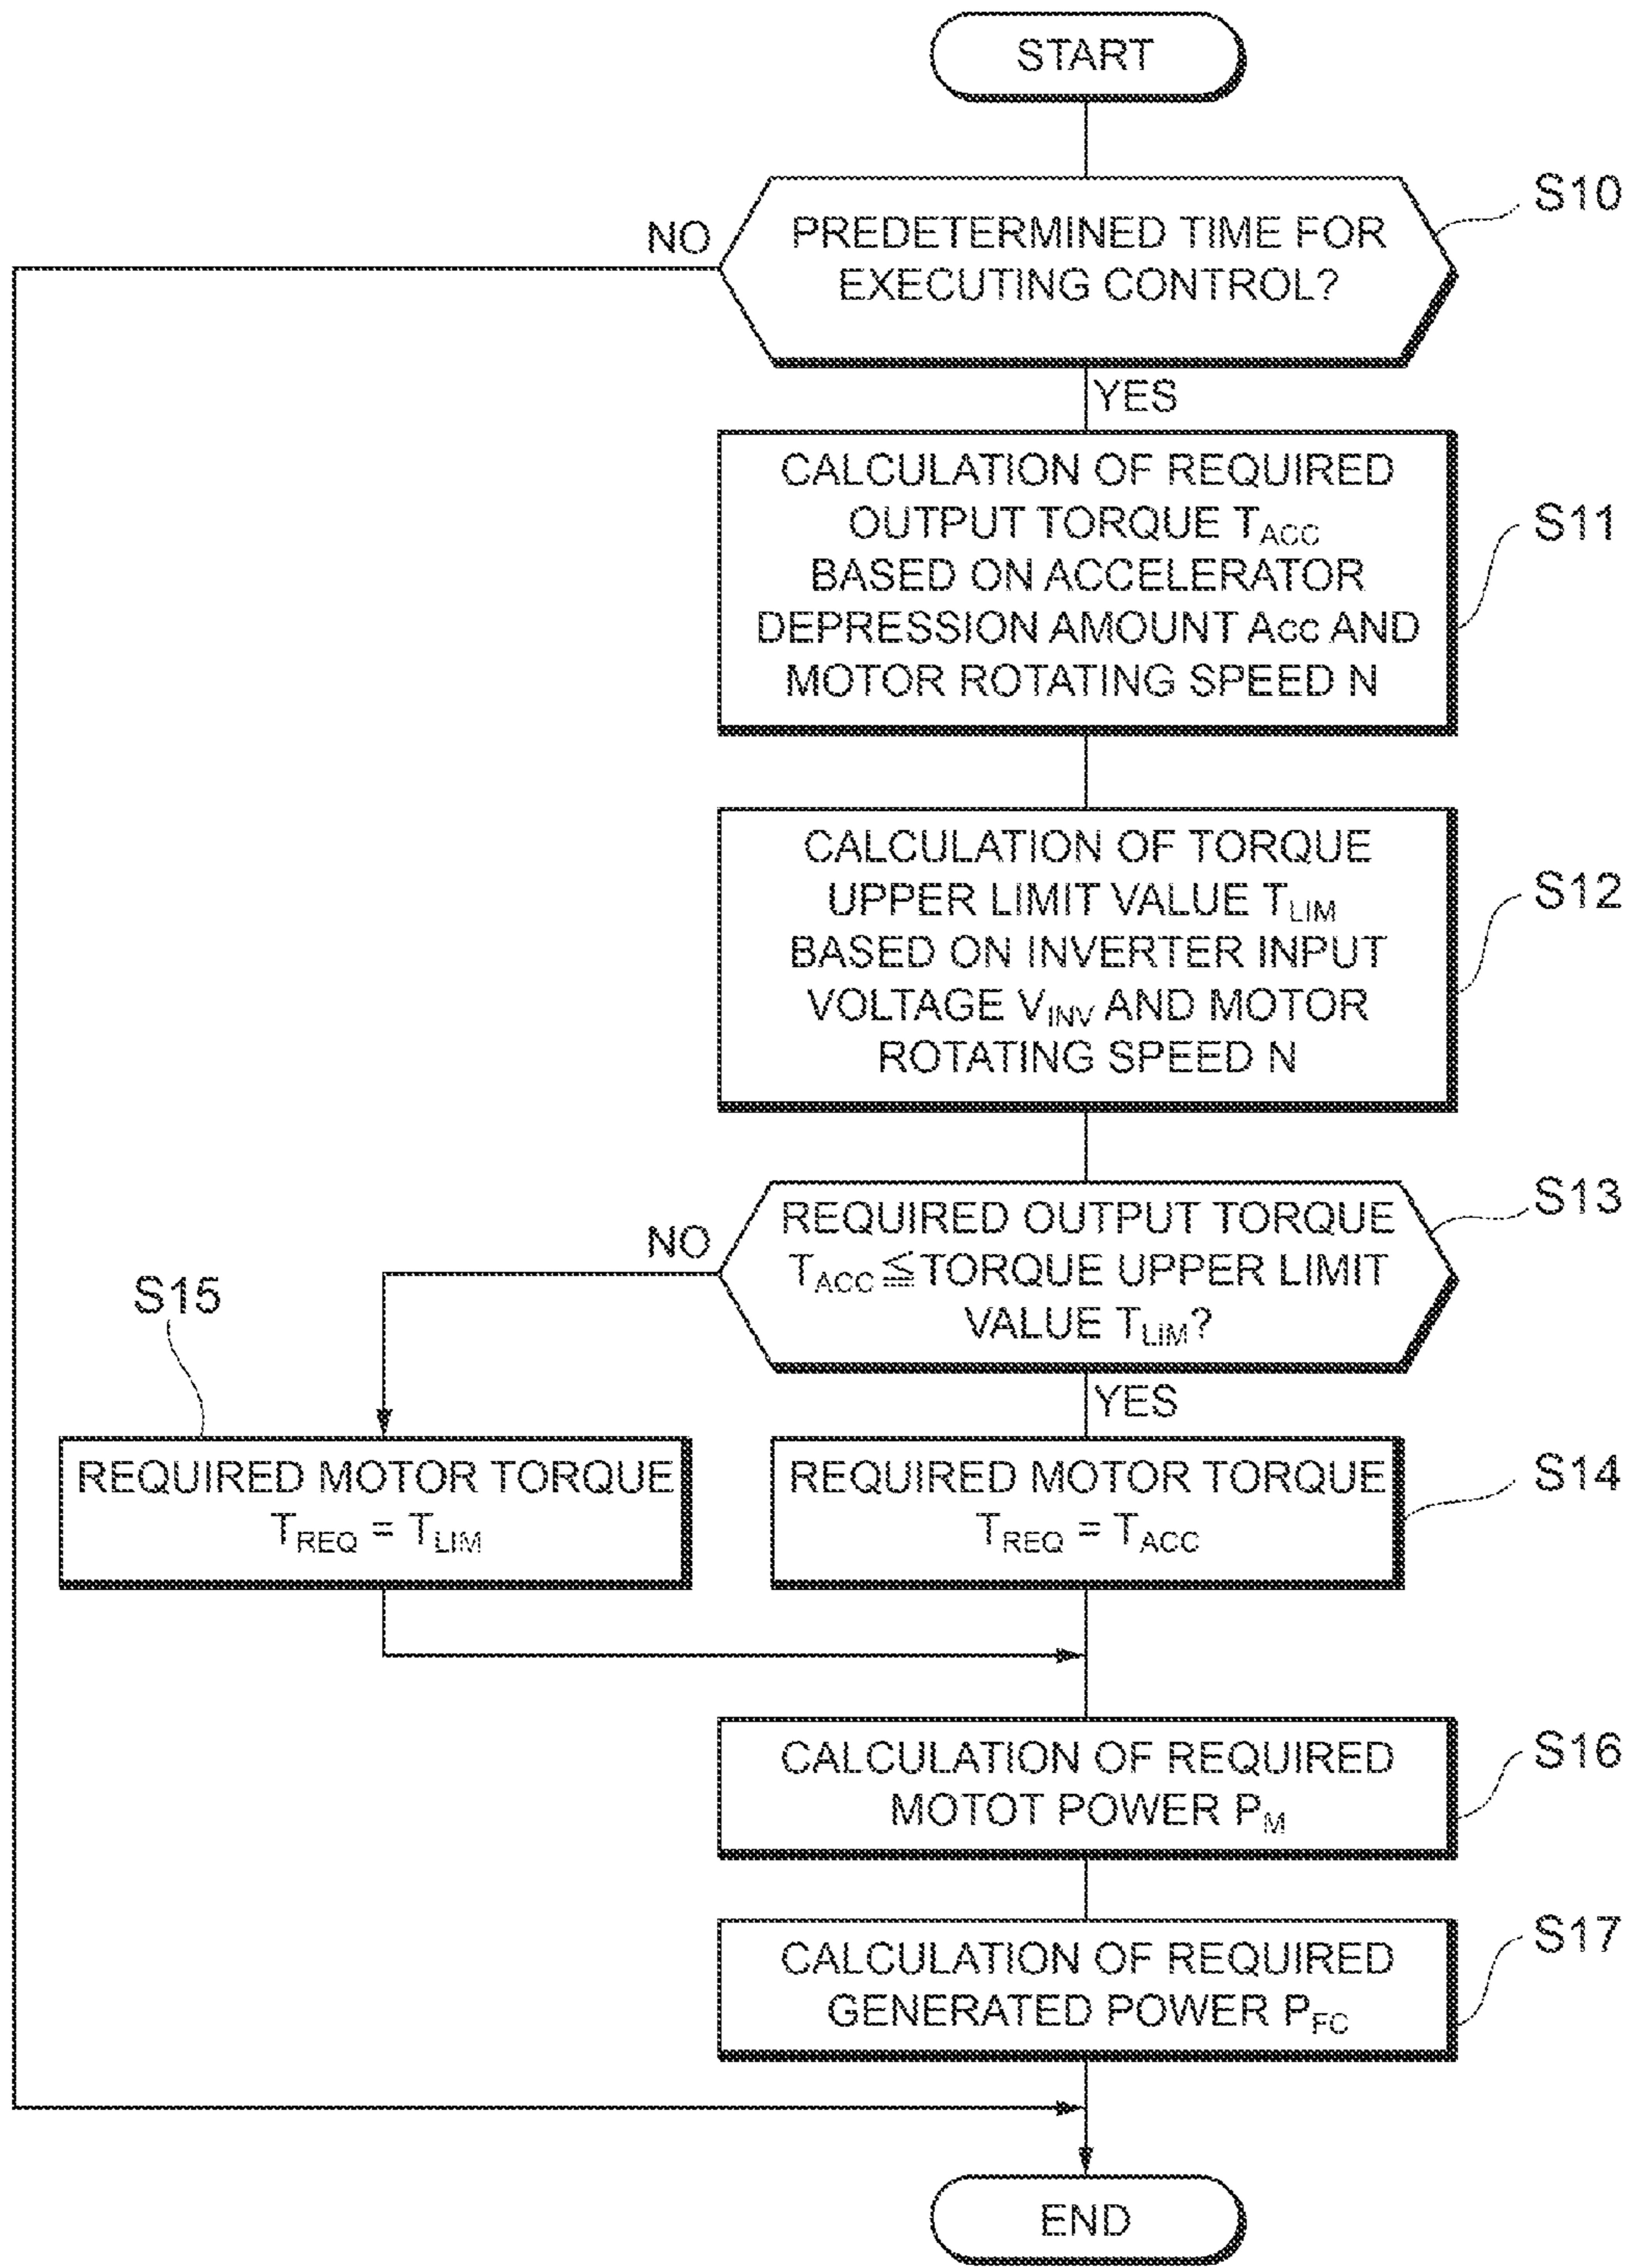 START
S10
NO
PREDETERMINED TIME FOR
EXECUTING CONTROL?
YES
CALCULATION OF REQUIRED
OUTPUT TORQUE TACC
BASED ON ACCELERATOR
DEPRESSION AMOUNT Acc AND
MOTOR ROTATING SPEED N
S11
CALCULATION OF TORQUE
UPPER LIMIT VALUE TLIM
BASED ON INVERTER INPUT
VOLTAGE VINV AND MOTOR
ROTATING SPEED N
S12
S13
NO
REQUIRED OUTPUT TORQUE
TACC≦TORQUE UPPER LIMIT
VALUE TLIM?
YES
S15
REQUIRED MOTOR TORQUE
TREQ = TLIM
REQUIRED MOTOR TORQUE
TREQ = TACC
S14
CALCULATION OF REQUIRED
MOTOT POWER PM
S16
CALCULATION OF REQUIRED
GENERATED POWER PFC
S17
END